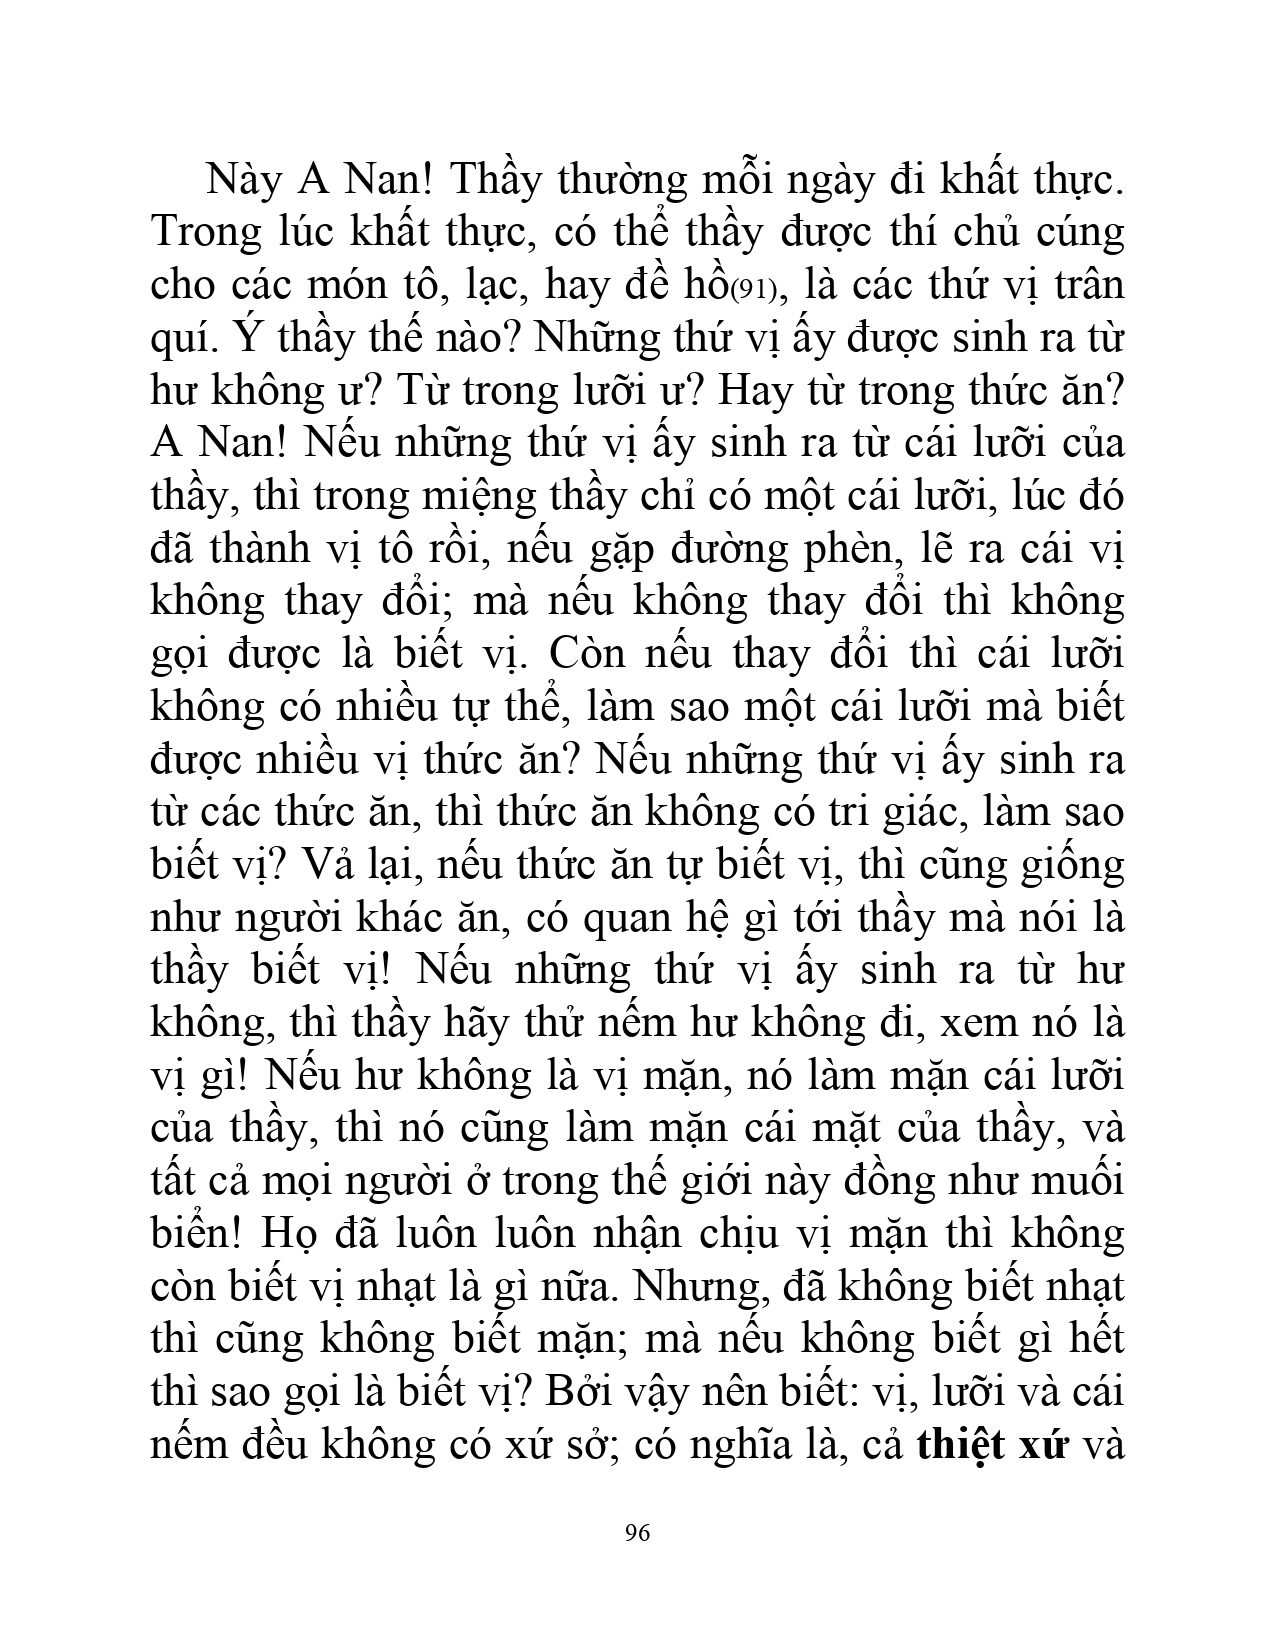 Này A Nan! Thầy thường mỗi ngày đi khất thực.
Trong lúc khất thực, có thể thầy được thí chủ cúng
cho các món tô, lạc, hay đề hồ(91), là các thứ vị trân
quí. Ý thầy thế nào? Những thứ vị ấy được sinh ra từ
hư không ư? Từ trong lưỡi ư? Hay từ trong thức ăn?
A Nan! Nếu những thứ vị ấy sinh ra từ cái lưỡi của
thầy, thì trong miệng thầy chỉ có một cái lưỡi, lúc đó
đã thành vị tô rồi, nếu gặp đường phèn, lẽ ra cái vị
không thay đổi; mà nếu không thay đổi thì không
gọi được là biết vị. Còn nếu thay đổi thì cái lưỡi
không có nhiều tự thể, làm sao một cái lưỡi mà biết
được nhiều vị thức ăn? Nếu những thứ vị ấy sinh ra
từ các thức ăn, thì thức ăn không có tri giác, làm sao
biết vị? Vả lại, nếu thức ăn tự biết vị, thì cũng giống
như người khác ăn, có quan hệ gì tới thầy mà nói là
thầy biết vị! Nếu những thứ vị ấy sinh ra từ hư
không, thì thầy hãy thử nếm hư không đi, xem nó là
vị gì! Nếu hư không là vị mặn, nó làm mặn cái lưỡi
của thầy, thì nó cũng làm mặn cái mặt của thầy, và
tất cả mọi người ở trong thế giới này đồng như muối
biển! Họ đã luôn luôn nhận chịu vị mặn thì không
còn biết vị nhạt là gì nữa. Nhưng, đã không biết nhạt
thì cũng không biết mặn; mà nếu không biết gì hết
thì sao gọi là biết vị? Bởi vậy nên biết: vị, lưỡi và cái
nếm đều không có xứ sở; có nghĩa là, cả thiệt xứ và
96